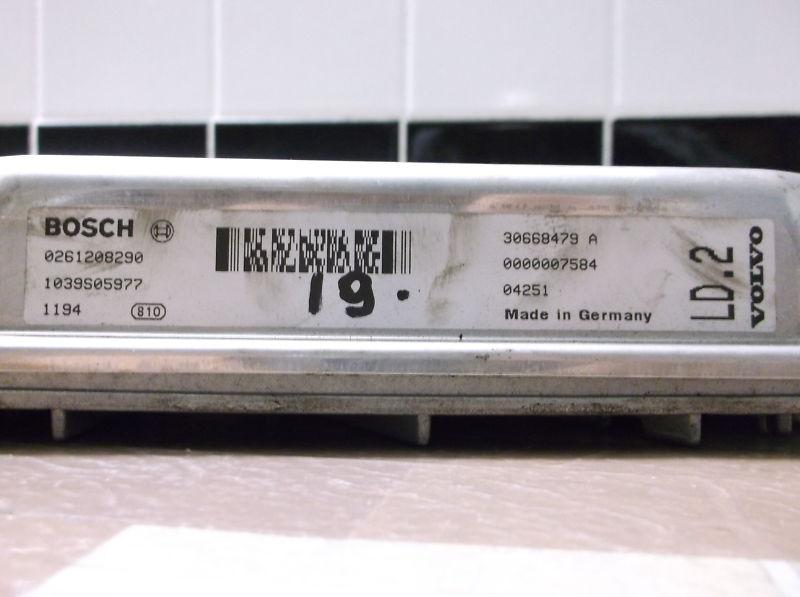 BOSCH
0261208290
1039S05977
1194 810
19.
30668479 A
0000007584
04251
Made in Germany
LD.2
VOLVO